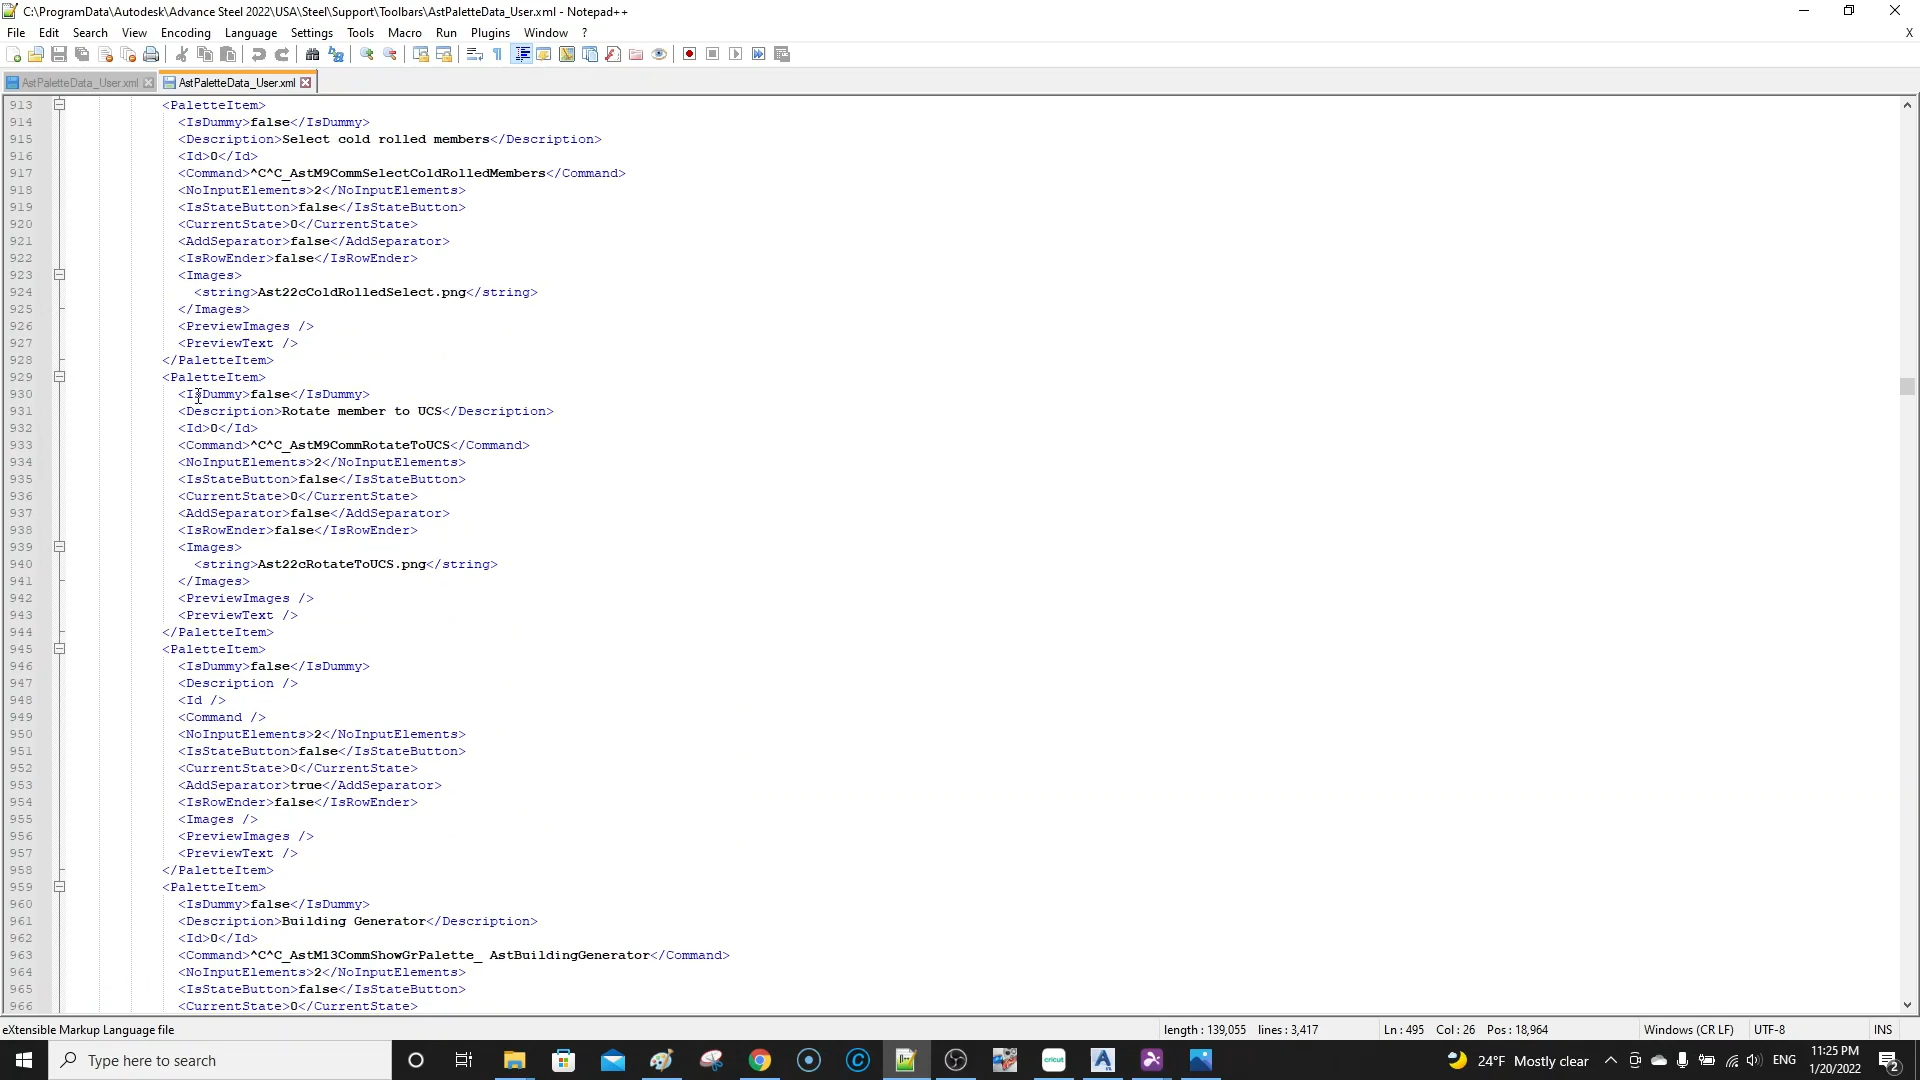 C:\ProgramData\Autodesk\Advance Steel 2022\USA\Steel\Support\Toolbars\AstPaletteData_User.xml - Notepad++
File Edit Search View Encoding Language Settings Tools Macro Run Plugins Window ? X
AstPaletteData_User.xml AstPaletteData_User.xml
913 <PaletteItem>
914 <IsDummy>false</IsDummy>
915 <Description>Select cold rolled members</Description>
916 <Id>0</Id>
917 <Command>^C^C_AstM9CommSelectColdRolledMembers</Command>
918 <NoInputElements>2</NoInputElements>
919 <IsStateButton>false</IsStateButton>
920 <CurrentState>0</CurrentState>
921 <AddSeparator>false</AddSeparator>
922 <IsRowEnder>false</IsRowEnder>
923 <Images>
924 <string>Ast22cColdRolledSelect.png</string>
925 </Images>
926 <PreviewImages />
927 <PreviewText />
928 </PaletteItem>
929 <PaletteItem>
930 <IsDummy>false</IsDummy>
931 <Description>Rotate member to UCS</Description>
932 <Id>0</Id>
933 <Command>^C^C_AstM9CommRotateToUCS</Command>
934 <NoInputElements>2</NoInputElements>
935 <IsStateButton>false</IsStateButton>
936 <CurrentState>0</CurrentState>
937 <AddSeparator>false</AddSeparator>
938 <IsRowEnder>false</IsRowEnder>
939 <Images>
940 <string>Ast22cRotateToUCS.png</string>
941 </Images>
942 <PreviewImages />
943 <PreviewText />
944 </PaletteItem>
945 <PaletteItem>
946 <IsDummy>false</IsDummy>
947 <Description />
948 <Id />
949 <Command />
950 <NoInputElements>2</NoInputElements>
951 <IsStateButton>false</IsStateButton>
952 <CurrentState>0</CurrentState>
953 <AddSeparator>true</AddSeparator>
954 <IsRowEnder>false</IsRowEnder>
955 <Images />
956 <PreviewImages />
957 <PreviewText />
958 </PaletteItem>
959 <PaletteItem>
960 <IsDummy>false</IsDummy>
961 <Description>Building Generator</Description>
962 <Id>0</Id>
963 <Command>^C^C_AstM13CommShowGrPalette_ AstBuildingGenerator</Command>
964 <NoInputElements>2</NoInputElements>
965 <IsStateButton>false</IsStateButton>
966 <CurrentState>0</CurrentState>
eXtensible Markup Language file length : 139,055 lines : 3,417 Ln : 495 Col : 26 Pos : 18,964 Windows (CR LF) UTF-8 INS
Type here to search cricut 24°F Mostly clear ENG 11:25 PM 1/20/2022 2